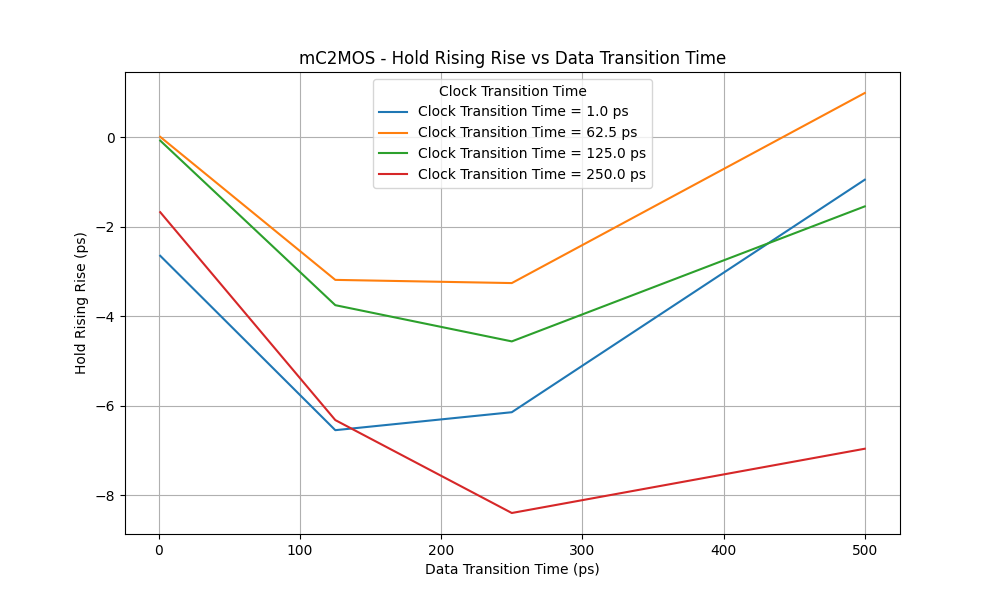 mC2MOS - Hold Rising Rise vs Data Transition Time
Clock Transition Time
Clock Transition Time = 1.0 ps
Clock Transition Time = 62.5 ps
Clock Transition Time = 125.0 ps
Clock Transition Time = 250.0 ps
Hold Rising Rise (ps)
0
−2
−4
−6
−8
0 100 200 300 400 500
Data Transition Time (ps)